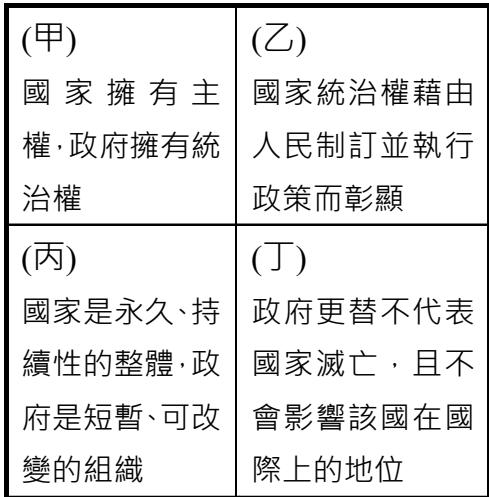 (甲)
國家擁有主
權,政府擁有統
治權
(乙)
國家統治權藉由
人民制訂並執行
政策而彰顯
(丙)
國家是永久、持
續性的整體,政
府是短暫、可改
變的組織
(丁)
政府更替不代表
國家滅亡,且不
會影響該國在國
際上的地位